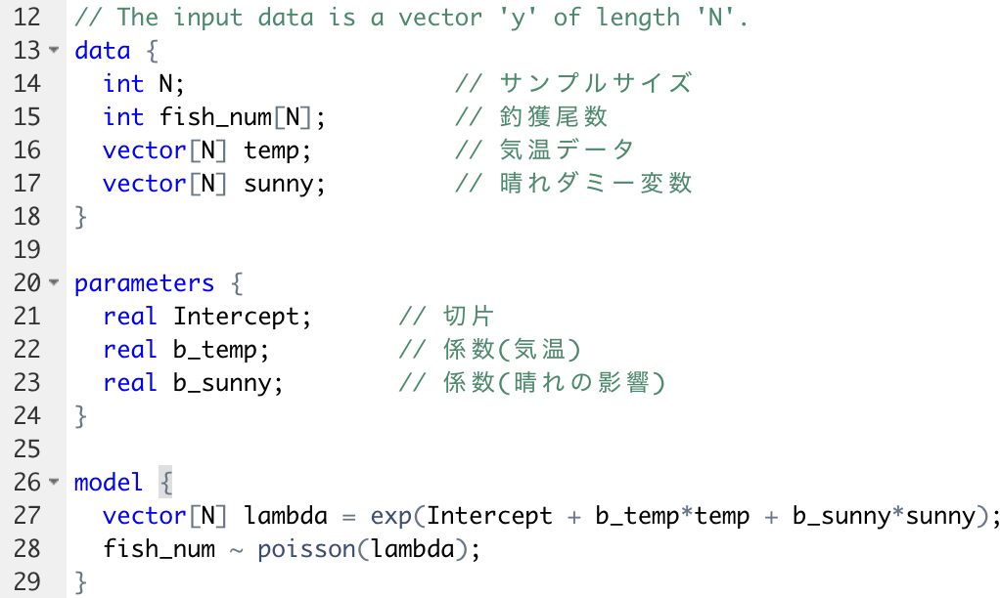 12 // The input data is a vector 'y' of length 'N'.
13 data {
14 int N; // サンプルサイズ
15 int fish_num[N]; // 釣獲尾数
16 vector[N] temp; // 気温データ
17 vector[N] sunny; // 晴れダミー変数
18 }
19
20 parameters {
21 real Intercept; // 切片
22 real b_temp; // 係数(気温)
23 real b_sunny; // 係数(晴れの影響)
24 }
25
26 model {
27 vector[N] lambda = exp(Intercept + b_temp*temp + b_sunny*sunny);
28 fish_num ~ poisson(lambda);
29 }